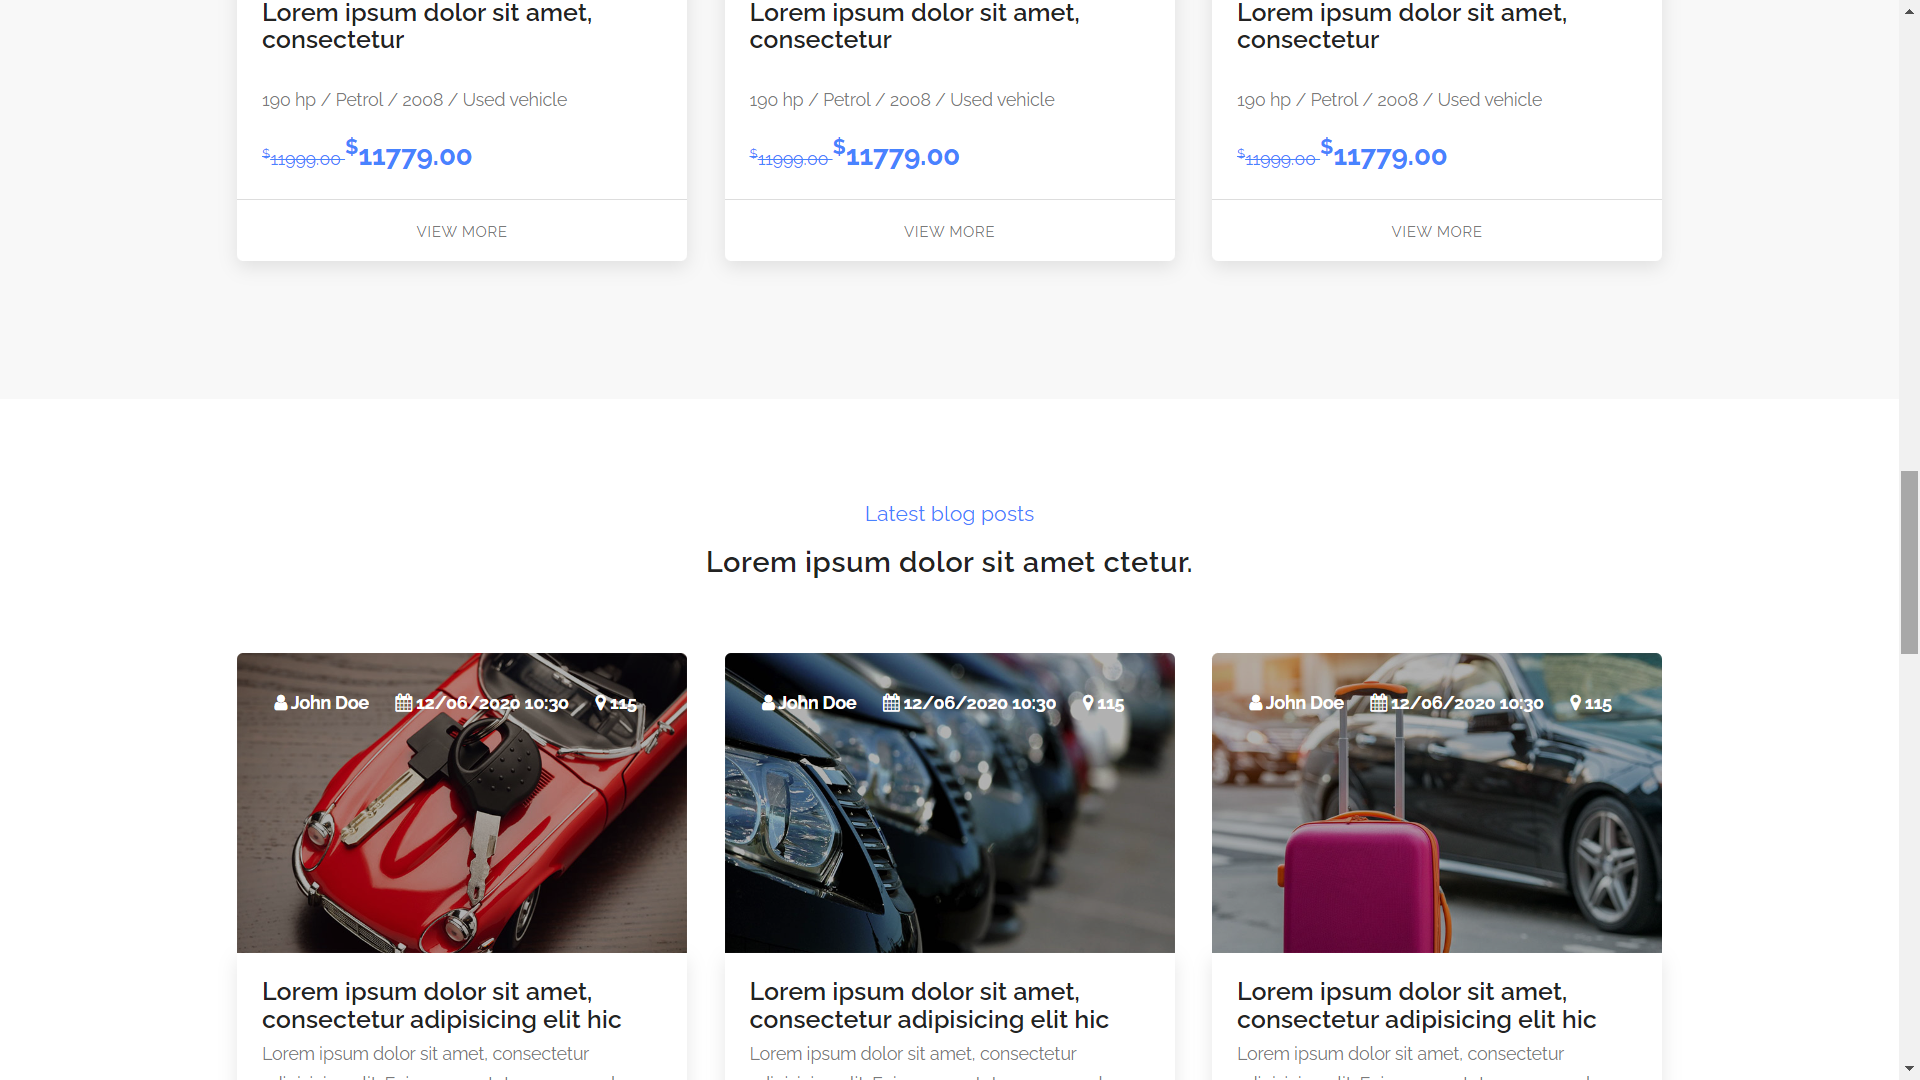 Lorem ipsum dolor sit amet,
consectetur
190 hp / Petrol / 2008 / Used vehicle
$11999.00 $11779.00
VIEW MORE
Lorem ipsum dolor sit amet,
consectetur
190 hp / Petrol / 2008 / Used vehicle
$11999.00 $11779.00
VIEW MORE
Lorem ipsum dolor sit amet,
consectetur
190 hp / Petrol / 2008 / Used vehicle
$11999.00 $11779.00
VIEW MORE
Latest blog posts
Lorem ipsum dolor sit amet ctetur.
John Doe 12/06/2020 10:30 115
Lorem ipsum dolor sit amet,
consectetur adipisicing elit hic
Lorem ipsum dolor sit amet, consectetur
John Doe 12/06/2020 10:30 115
Lorem ipsum dolor sit amet,
consectetur adipisicing elit hic
Lorem ipsum dolor sit amet, consectetur
John Doe 12/06/2020 10:30 115
Lorem ipsum dolor sit amet,
consectetur adipisicing elit hic
Lorem ipsum dolor sit amet, consectetur